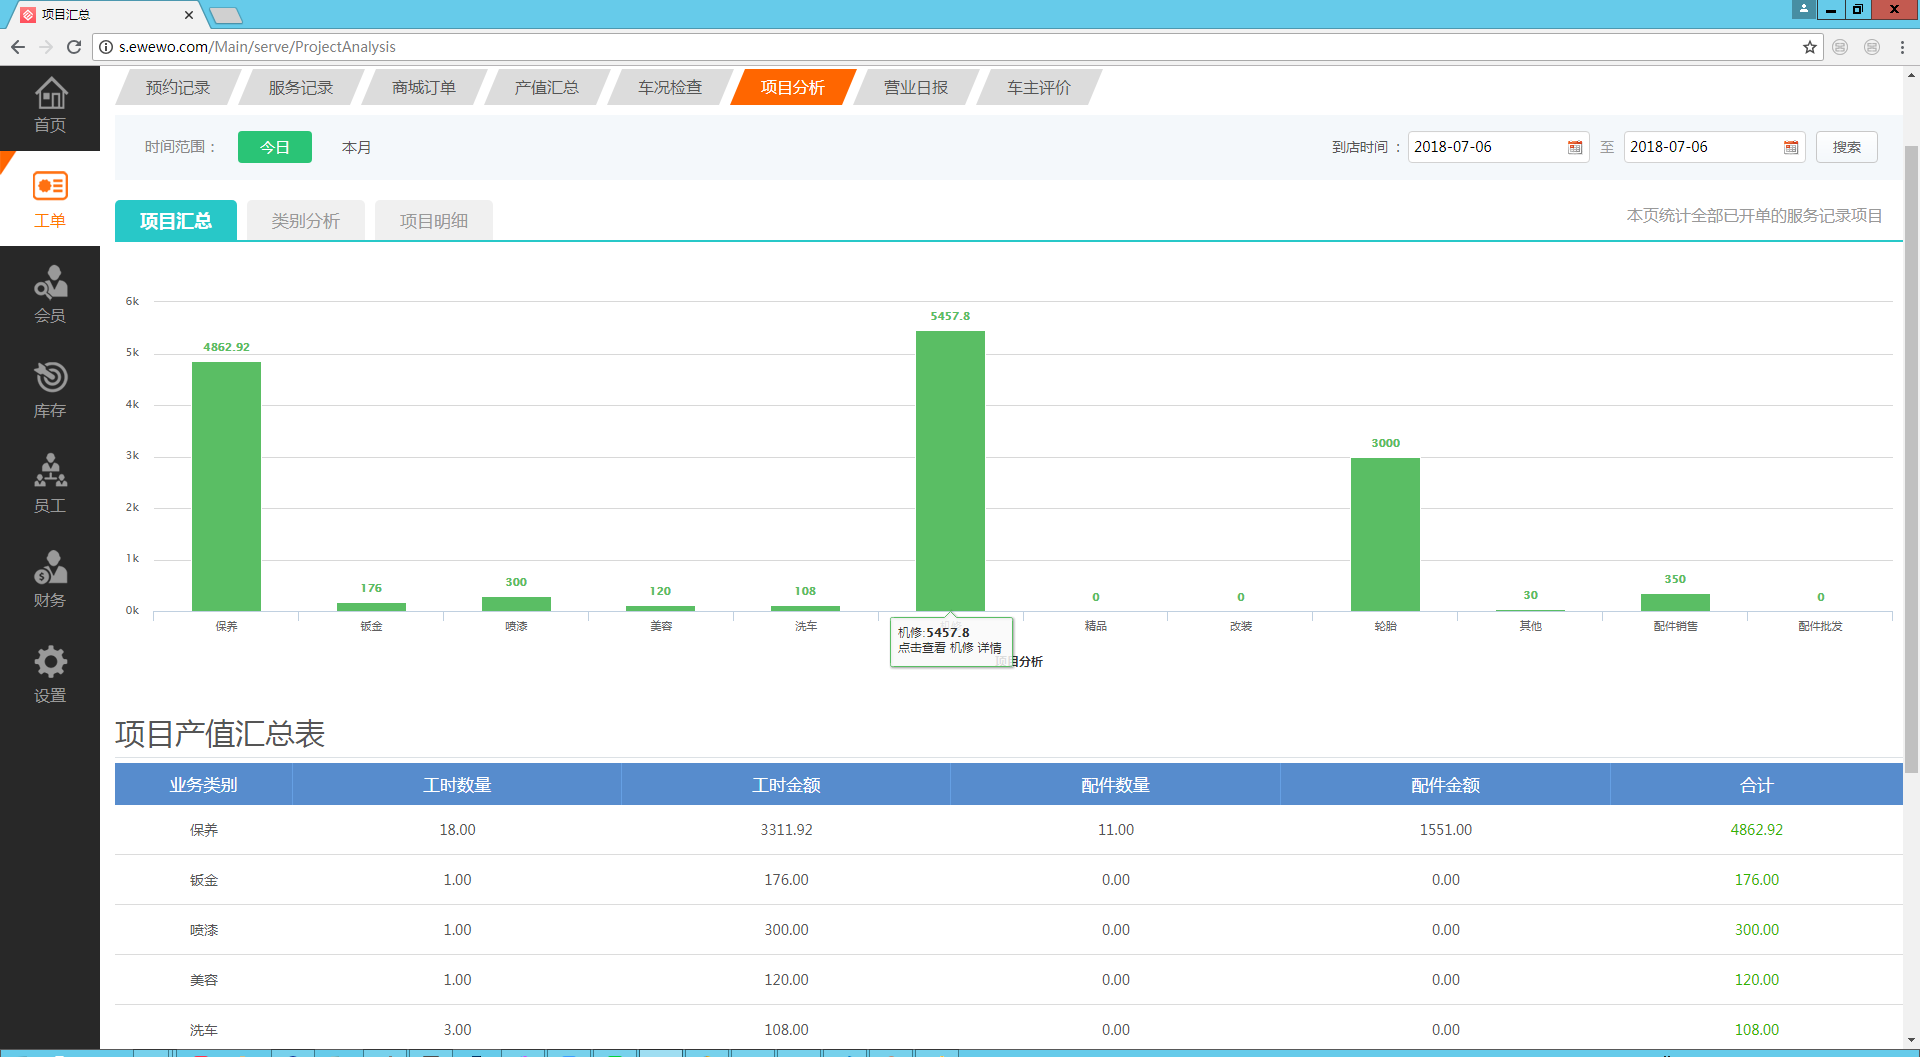 项目汇总
s.ewewo.com/Main/serve/ProjectAnalysis
首页
工单
会员
库存
员工
财务
设置
预约记录 服务记录 商城订单 产值汇总 车况检查 项目分析 营业日报 车主评价
时间范围： 今日 本月 到店时间 ： 2018-07-06 至 2018-07-06 搜索
项目汇总 类别分析 项目明细 本页统计全部已开单的服务记录项目
6k
5k
4k
3k
2k
1k
0k
4862.92 176 300 120 108 5457.8 0 0 3000 30 350 0
保养 钣金 喷漆 美容 洗车 机修 精品 改装 轮胎 其他 配件销售 配件批发
机修:5457.8
点击查看 机修 详情
项目分析
项目产值汇总表
业务类别 工时数量 工时金额 配件数量 配件金额 合计
保养 18.00 3311.92 11.00 1551.00 4862.92
钣金 1.00 176.00 0.00 0.00 176.00
喷漆 1.00 300.00 0.00 0.00 300.00
美容 1.00 120.00 0.00 0.00 120.00
洗车 3.00 108.00 0.00 0.00 108.00